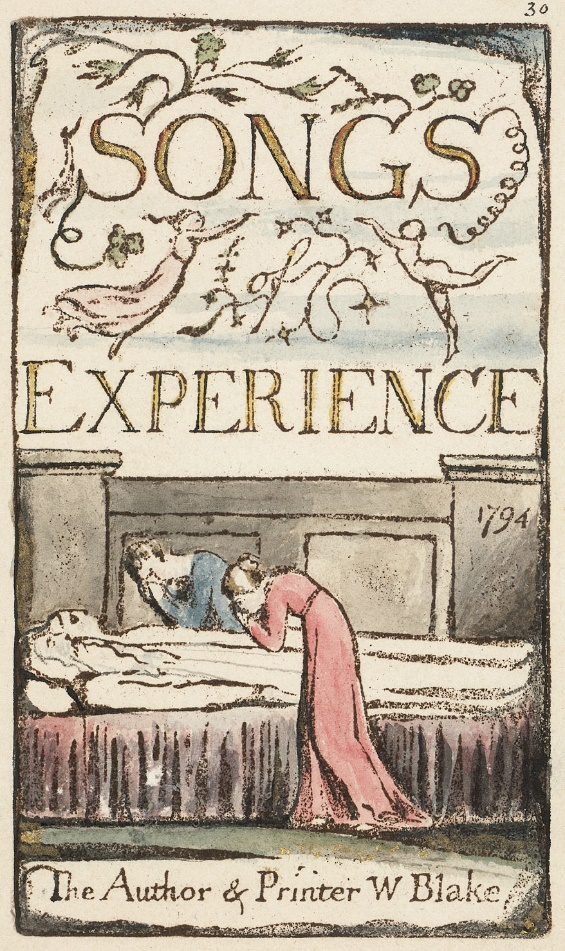 30
SONGS
of
EXPERIENCE
1794
The Author & Printer W Blake